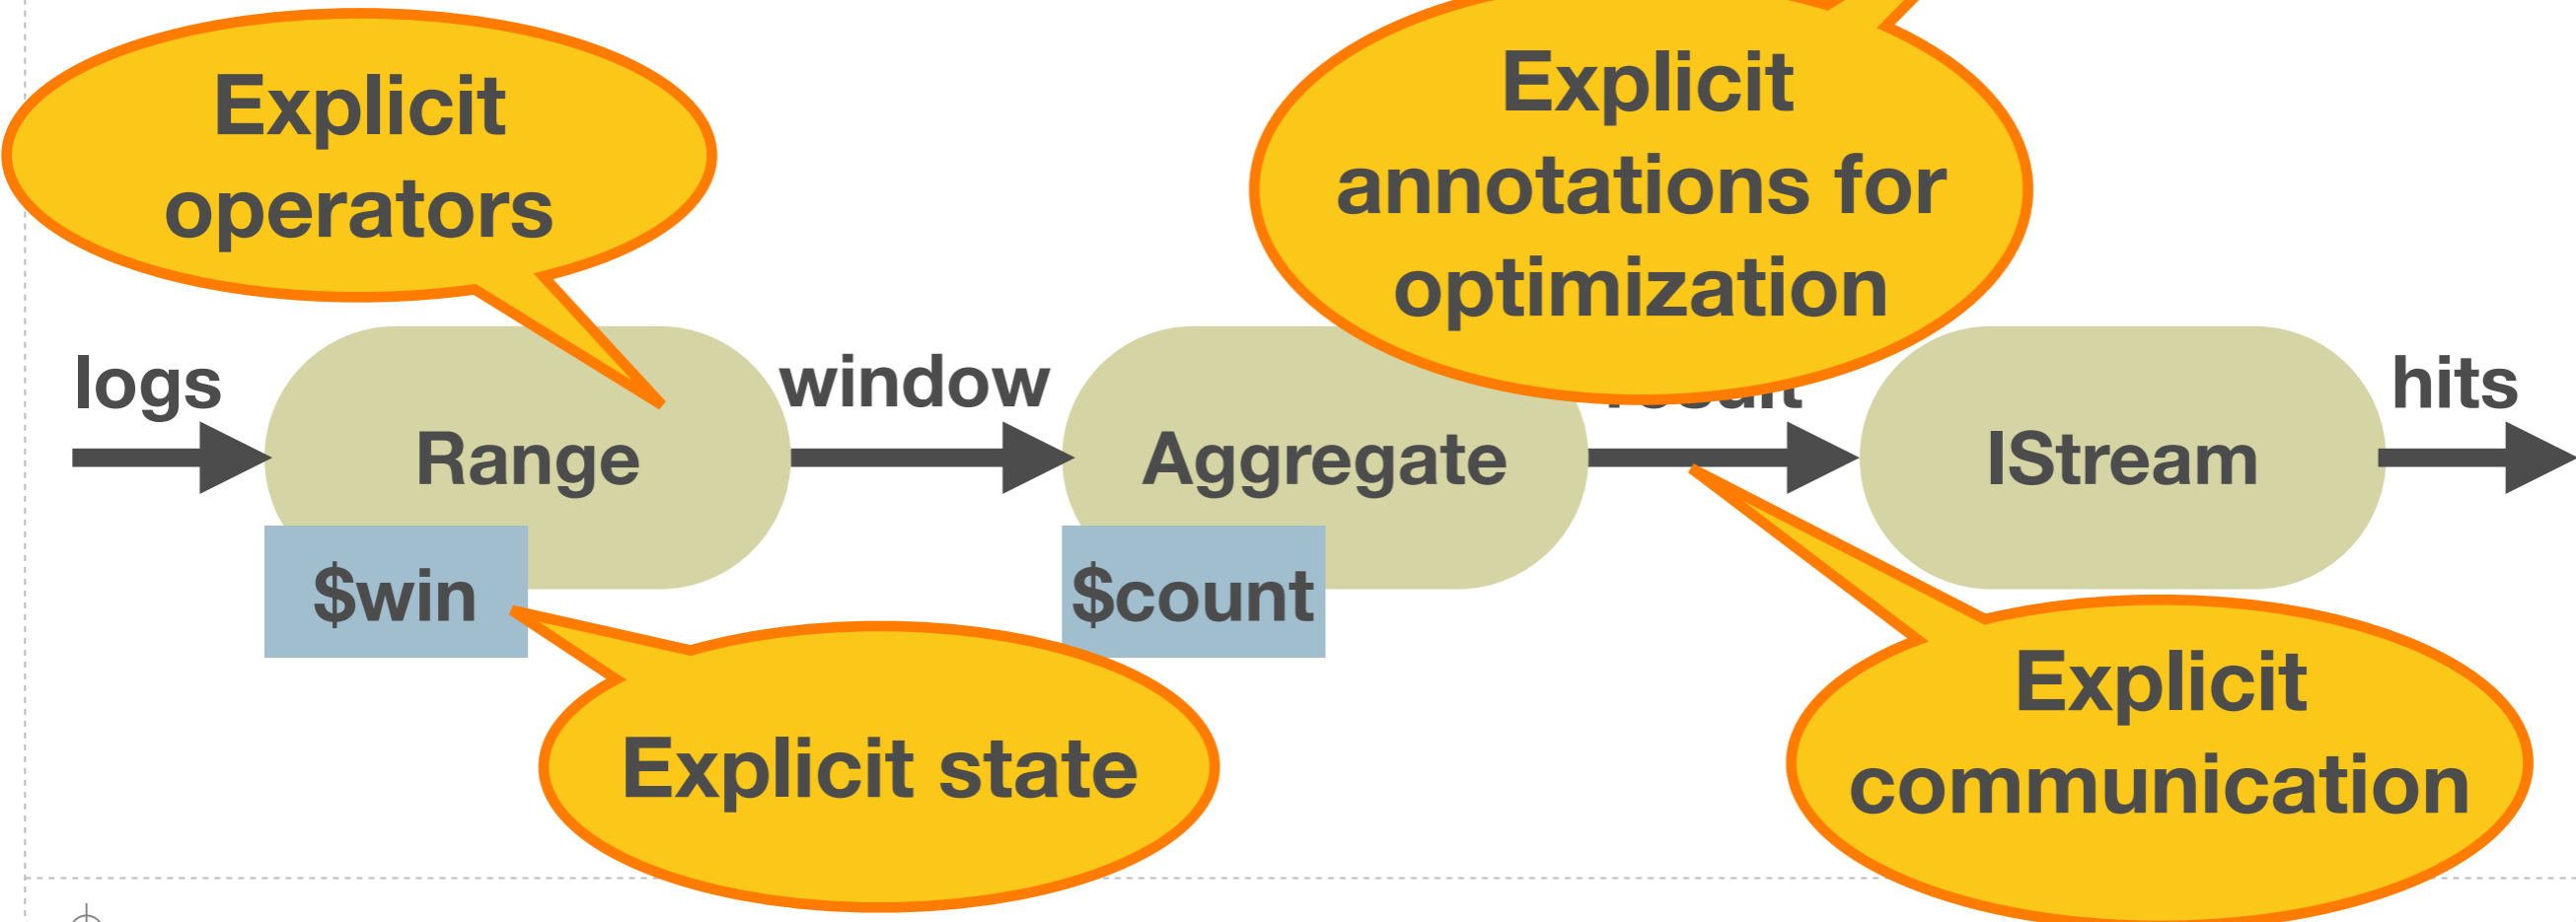 Explicit
operators
Explicit
annotations for
optimization
logs
window
hits
Range
Aggregate
IStream
$win
$count
Explicit state
Explicit
communication